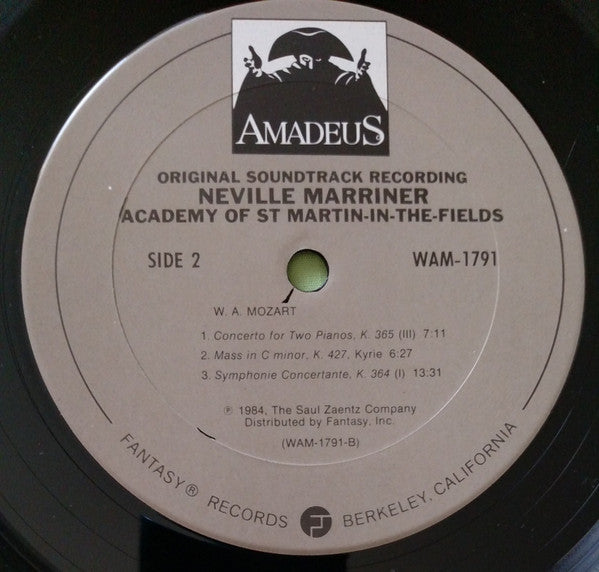 AMADEUS
ORIGINAL SOUNDTRACK RECORDING
NEVILLE MARRINER
ACADEMY OF ST MARTIN-IN-THE-FIELDS
SIDE 2
WAM-1791
W. A. MOZART
1. Concerto for Two Pianos, K. 365 (III) 7:11
2. Mass in C minor, K. 427, Kyrie 6:27
3. Symphonie Concertante, K. 364 (I) 13:31
℗ 1984, The Saul Zaentz Company
Distributed by Fantasy, Inc.
(WAM-1791-B)
FANTASY® RECORDS F BERKELEY, CALIFORNIA